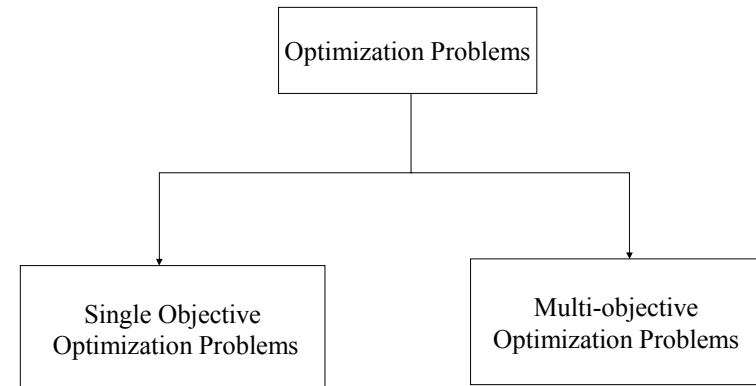 Optimization Problems
Single Objective
Optimization Problems
Multi-objective
Optimization Problems